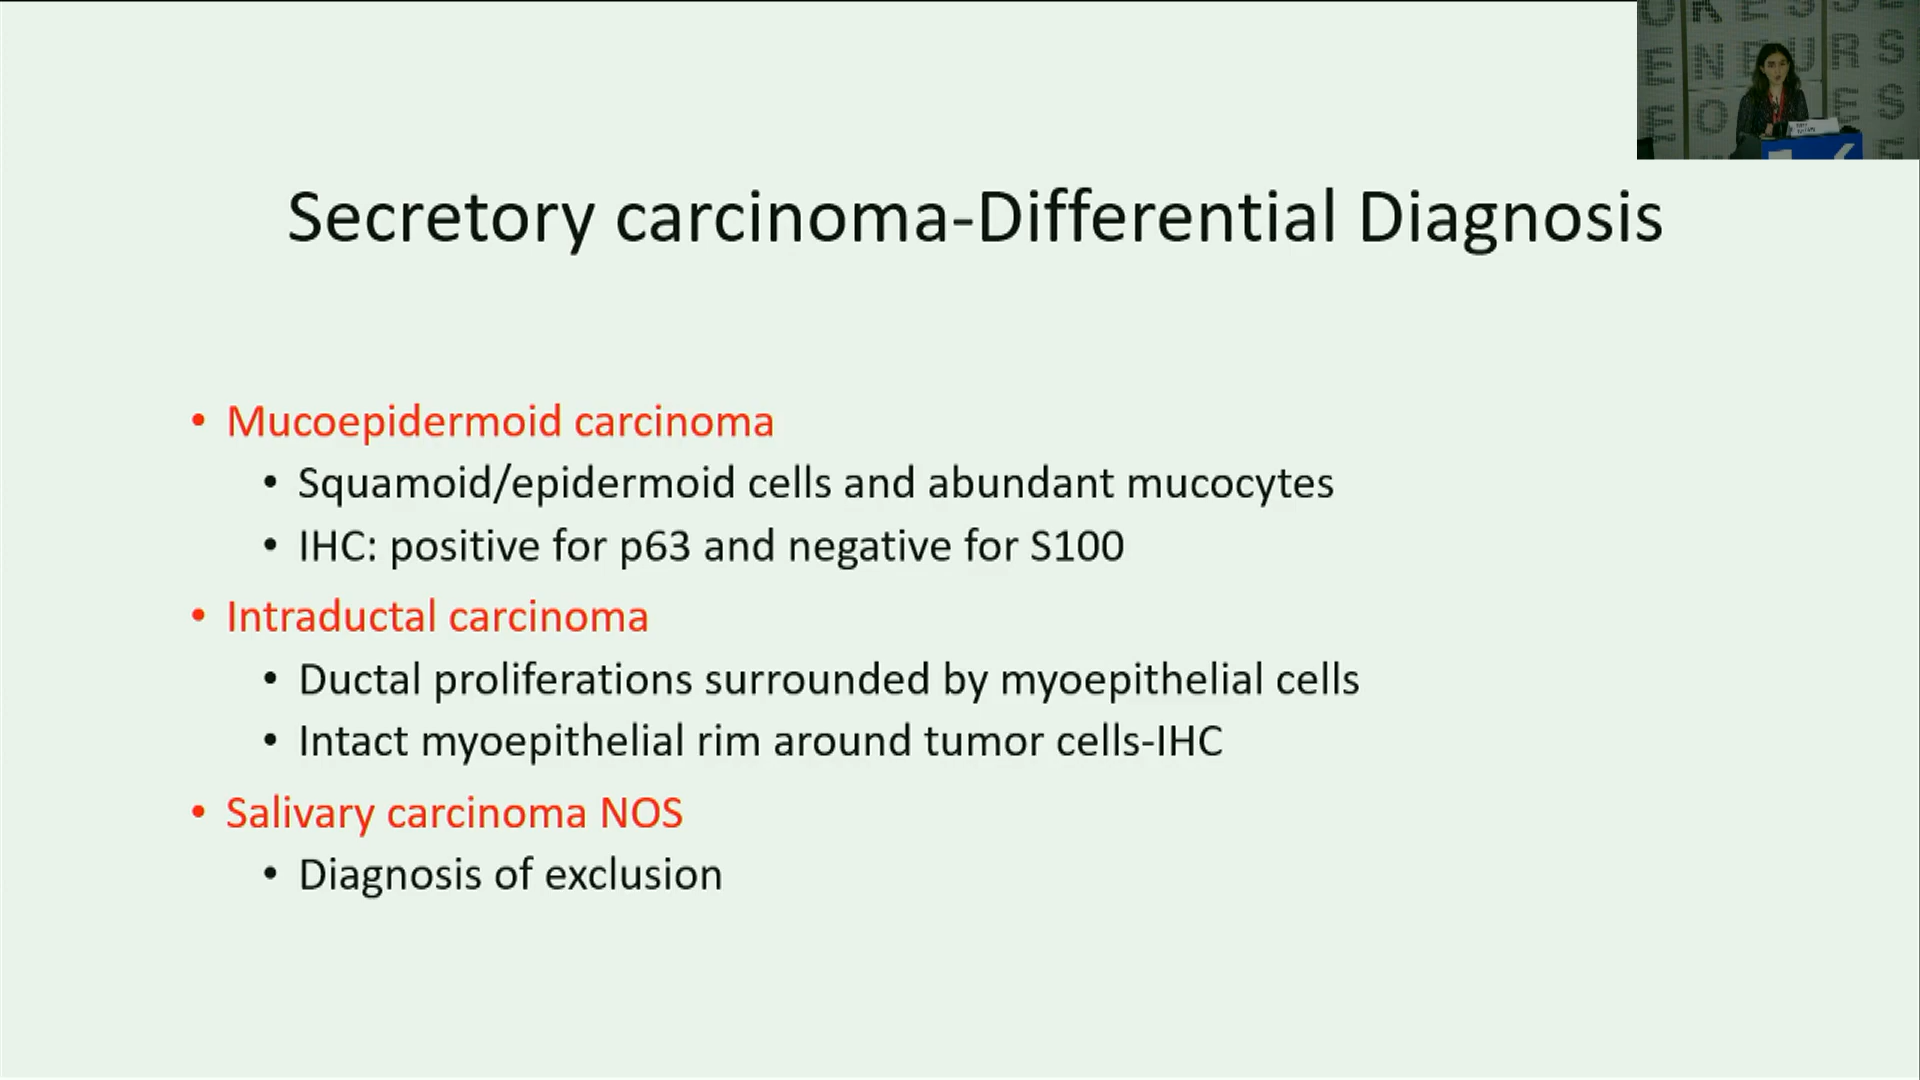 Secretory carcinoma-Differential Diagnosis
• Mucoepidermoid carcinoma
• Squamoid/epidermoid cells and abundant mucocytes
• IHC: positive for p63 and negative for S100
• Intraductal carcinoma
• Ductal proliferations surrounded by myoepithelial cells
• Intact myoepithelial rim around tumor cells-IHC
• Salivary carcinoma NOS
• Diagnosis of exclusion